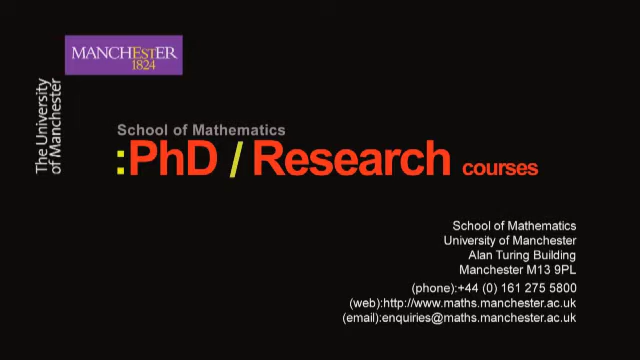 MANCHESTER
1824
The University
of Manchester
School of Mathematics
:PhD / Research courses
School of Mathematics
University of Manchester
Alan Turing Building
Manchester M13 9PL
(phone):+44 (0) 161 275 5800
(web):http://www.maths.manchester.ac.uk
(email):enquiries@maths.manchester.ac.uk